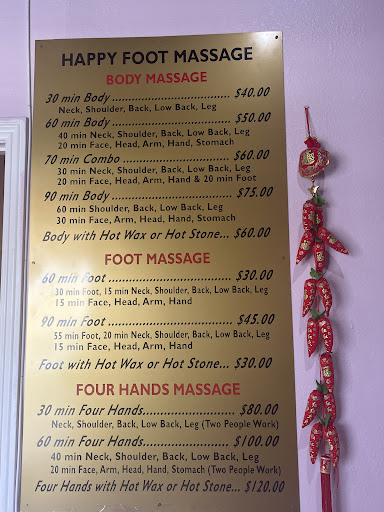 HAPPY FOOT MASSAGE
BODY MASSAGE
30 min Body ........................ $40.00
Neck, Shoulder, Back, Low Back, Leg
60 min Body ........................ $50.00
40 min Neck, Shoulder, Back, Low Back, Leg
20 min Face, Head, Arm, Hand, Stomach
70 min Combo ..................... $60.00
30 min Neck, Shoulder, Back, Low Back, Leg
20 min Face, Head, Arm, Hand & 20 min Foot
90 min Body ........................ $75.00
60 min Shoulder, Back, Low Back, Leg
30 min Face, Arm, Head, Hand, Stomach
Body with Hot Wax or Hot Stone... $60.00
FOOT MASSAGE
60 min Foot ........................ $30.00
30 min Foot, 15 min Neck, Shoulder, Back, Low Back, Leg
15 min Face, Head, Arm, Hand
90 min Foot ........................ $45.00
55 min Foot, 20 min Neck, Shoulder, Back, Low Back, Leg
15 min Face, Head, Arm, Hand
Foot with Hot Wax or Hot Stone... $30.00
FOUR HANDS MASSAGE
30 min Four Hands.................. $80.00
Neck, Shoulder, Back, Low Back, Leg (Two People Work)
60 min Four Hands................ $100.00
40 min Neck, Shoulder, Back, Low Back, Leg
20 min Face, Arm, Head, Hand, Stomach (Two People Work)
Four Hands with Hot Wax or Hot Stone... $120.00